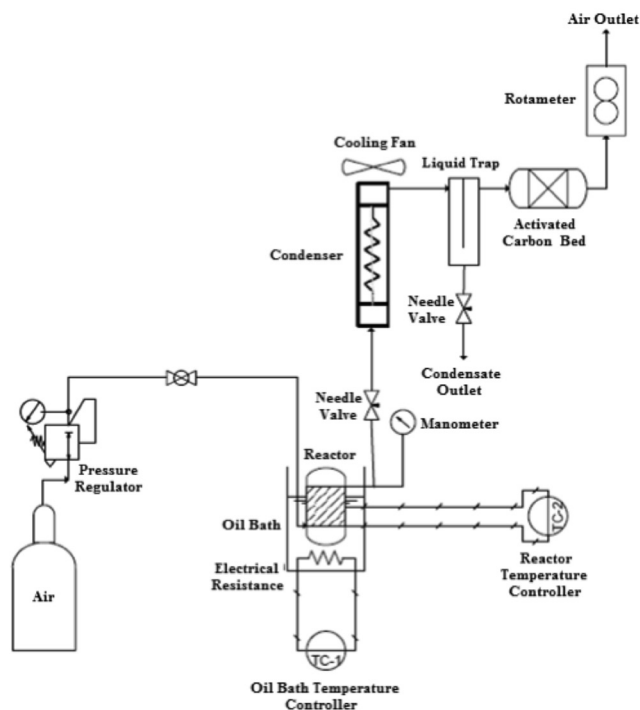 Air Outlet
Rotameter
Cooling Fan
Liquid Trap
Activated
Carbon Bed
Condenser
Needle
Valve
Condensate
Outlet
Needle
Valve
Manometer
Reactor
Pressure
Regulator
Oil Bath
TC-2
Reactor
Temperature
Controller
Electrical
Resistance
Air
TC-1
Oil Bath Temperature
Controller